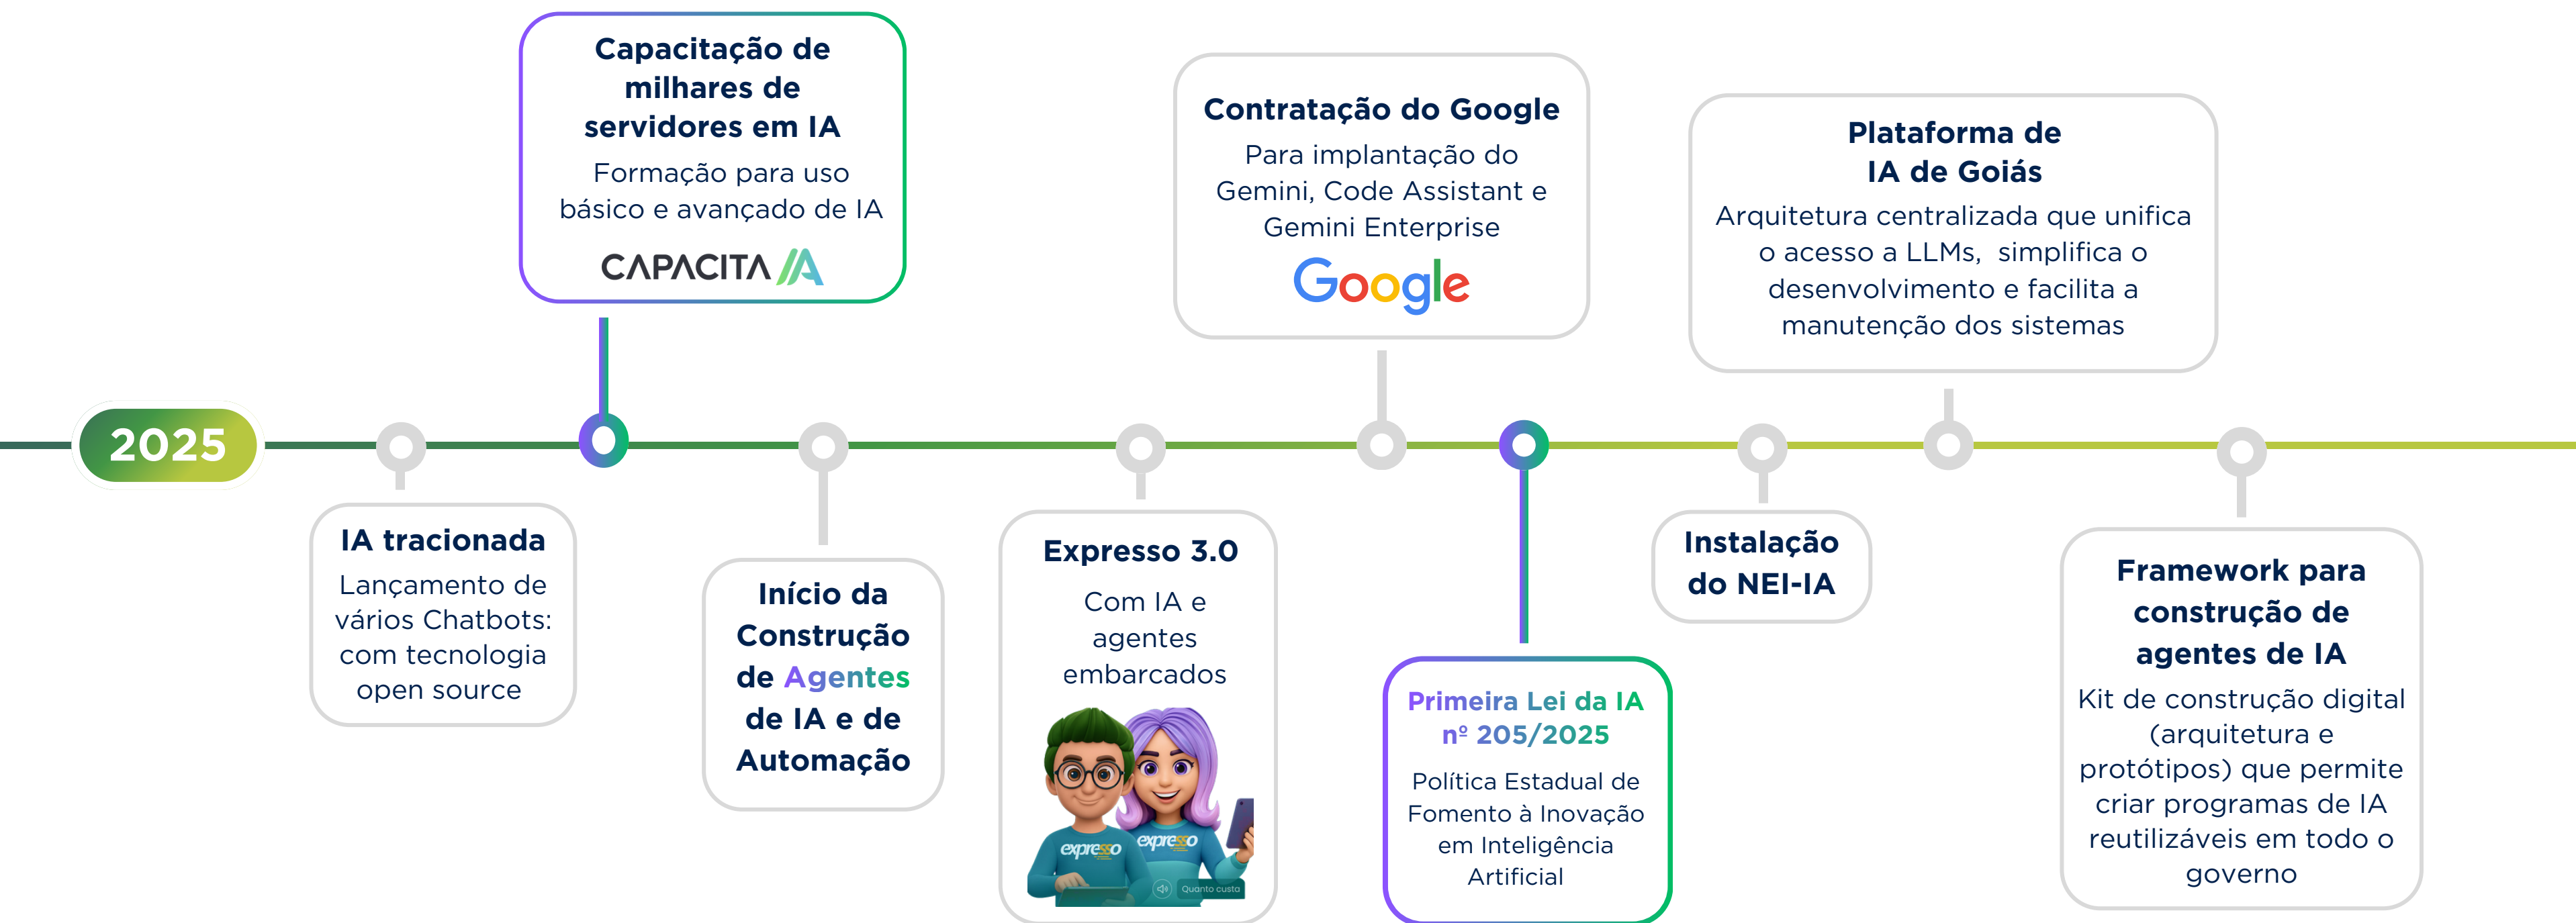 2025
IA tracionada
Lançamento de
vários Chatbots:
com tecnologia
open source
Capacitação de
milhares de
servidores em IA
Formação para uso
básico e avançado de IA
CAPACITA IA
Início da
Construção
de Agentes
de IA e de
Automação
Expresso 3.0
Com IA e
agentes
embarcados
expresso
expresso
Quanto custa
Contratação do Google
Para implantação do
Gemini, Code Assistant e
Gemini Enterprise
Google
Primeira Lei da IA
nº 205/2025
Política Estadual de
Fomento à Inovação
em Inteligência
Artificial
Instalação
do NEI-IA
Plataforma de
IA de Goiás
Arquitetura centralizada que unifica
o acesso a LLMs, simplifica o
desenvolvimento e facilita a
manutenção dos sistemas
Framework para
construção de
agentes de IA
Kit de construção digital
(arquitetura e
protótipos) que permite
criar programas de IA
reutilizáveis em todo o
governo